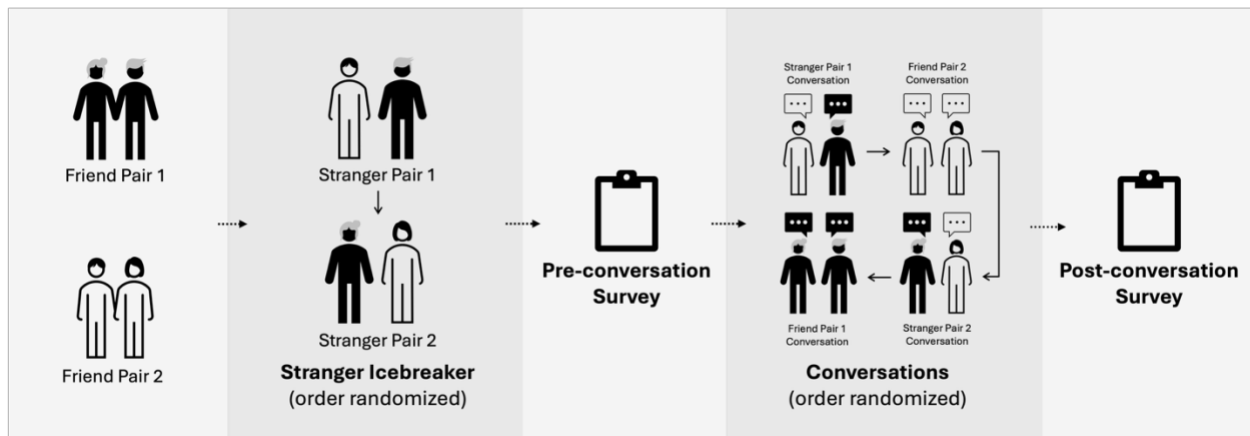 Friend Pair 1
Friend Pair 2
Stranger Pair 1
Stranger Pair 2
Stranger Icebreaker
(order randomized)
Pre-conversation
Survey
Stranger Pair 1
Conversation
Friend Pair 2
Conversation
Friend Pair 1
Conversation
Stranger Pair 2
Conversation
Conversations
(order randomized)
Post-conversation
Survey